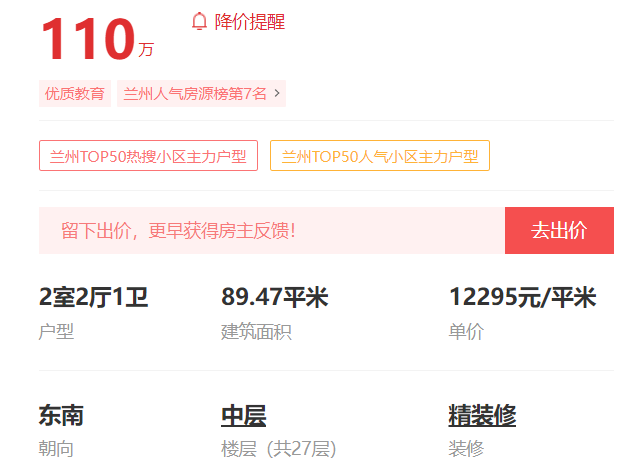 110万 降价提醒
优质教育 兰州人气房源榜第7名 >
兰州TOP50热搜小区主力户型 兰州TOP50人气小区主力户型
留下出价，更早获得房主反馈！ 去出价
2室2厅1卫 89.47平米 12295元/平米
户型 建筑面积 单价
东南 中层 精装修
朝向 楼层（共27层） 装修